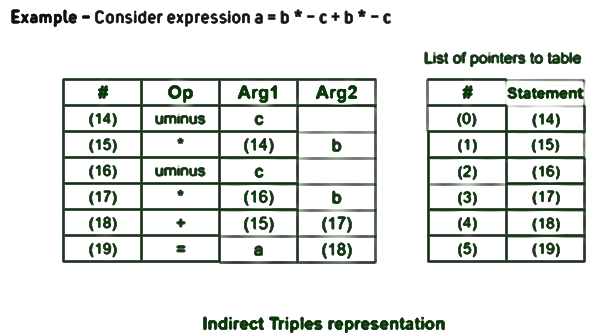 Example – Consider expression a = b * – c + b * – c
List of pointers to table
# Op Arg1 Arg2 # Statement
(14) uminus c (0) (14)
(15) * (14) b (1) (15)
(16) uminus c (2) (16)
(17) * (16) b (3) (17)
(18) + (15) (17) (4) (18)
(19) = a (18) (5) (19)
Indirect Triples representation